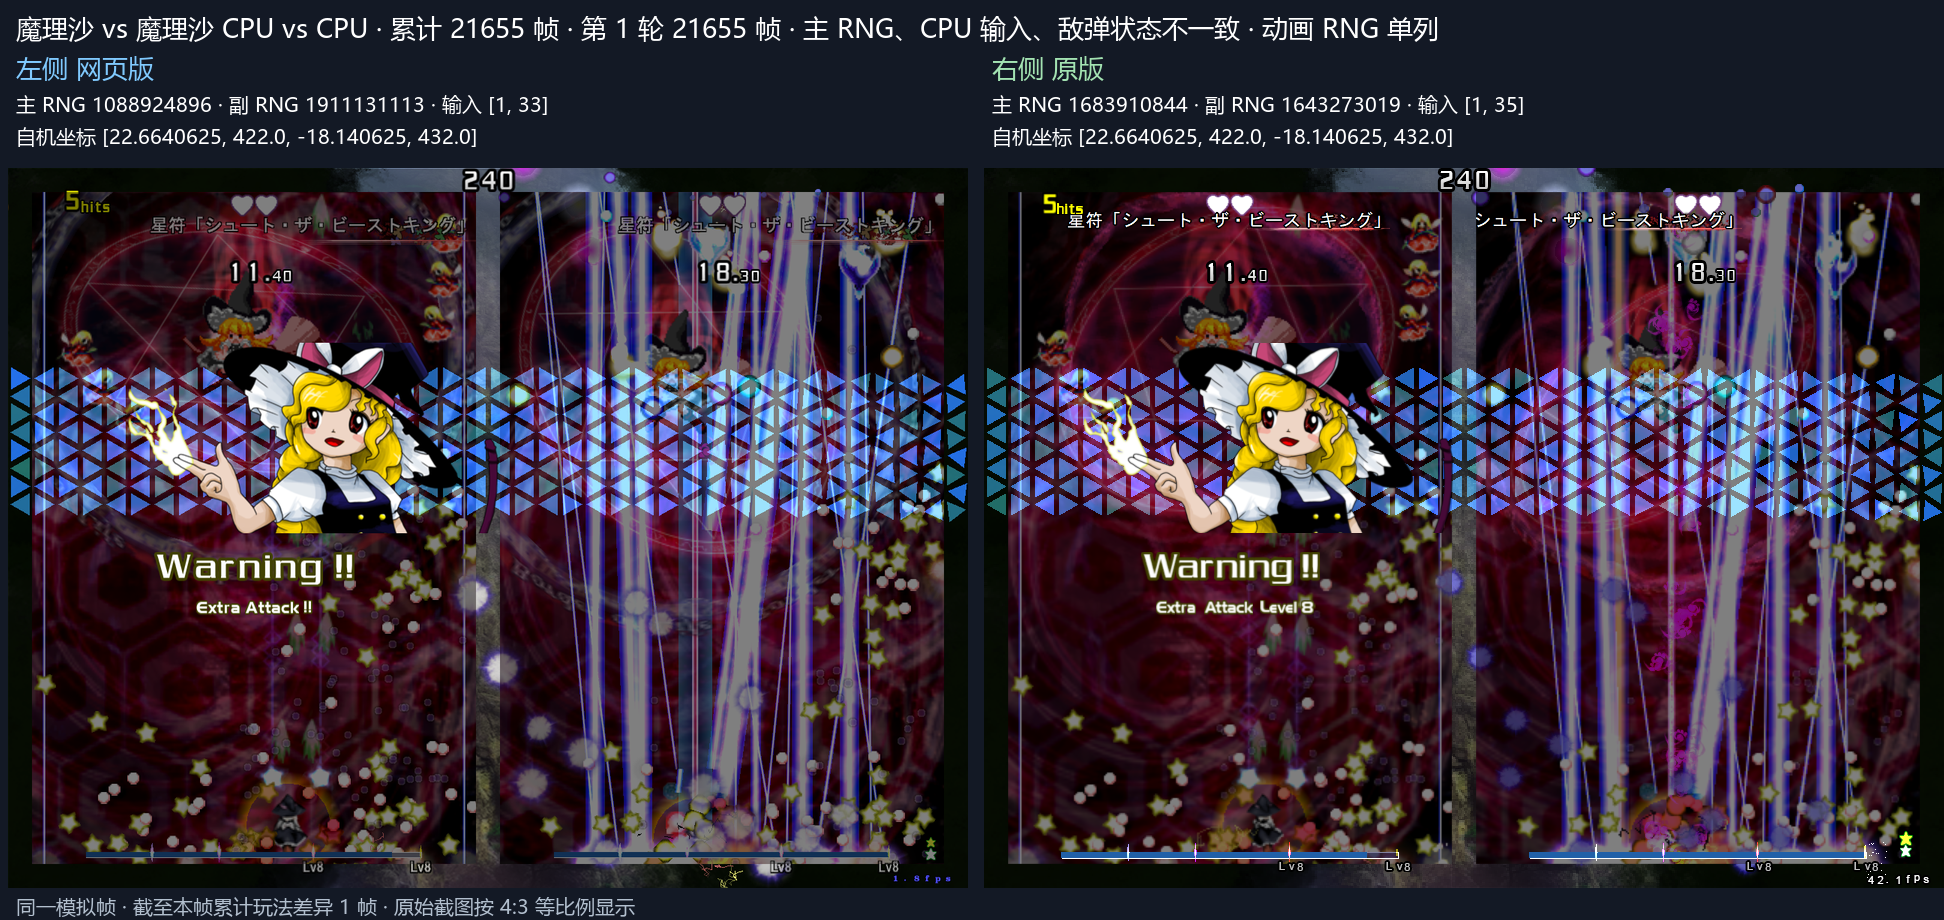 魔理沙 vs 魔理沙 CPU vs CPU · 累计 21655 帧 · 第 1 轮 21655 帧 · 主 RNG、CPU 输入、敌弹状态不一致 · 动画 RNG 单列
左侧 网页版
主 RNG 1088924896 · 副 RNG 1911131113 · 输入 [1, 33]
自机坐标 [22.6640625, 422.0, -18.140625, 432.0]
右侧 原版
主 RNG 1683910844 · 副 RNG 1643273019 · 输入 [1, 35]
自机坐标 [22.6640625, 422.0, -18.140625, 432.0]
240
5hits
星符「シュート・ザ・ビーストキング」
星符「シュート・ザ・ビーストキング」
11.40
18.30
Warning !!
Extra Attack !!
Lv8
Lv8
Lv8
Lv8
1.8fps
240
5hits
星符「シュート・ザ・ビーストキング」
シュート・ザ・ビーストキング」
11.40
18.30
Warning !!
Extra Attack Level 8
Lv8
Lv8
Lv8
Lv8
42.1fps
同一模拟帧 · 截至本帧累计玩法差异 1 帧 · 原始截图按 4:3 等比例显示